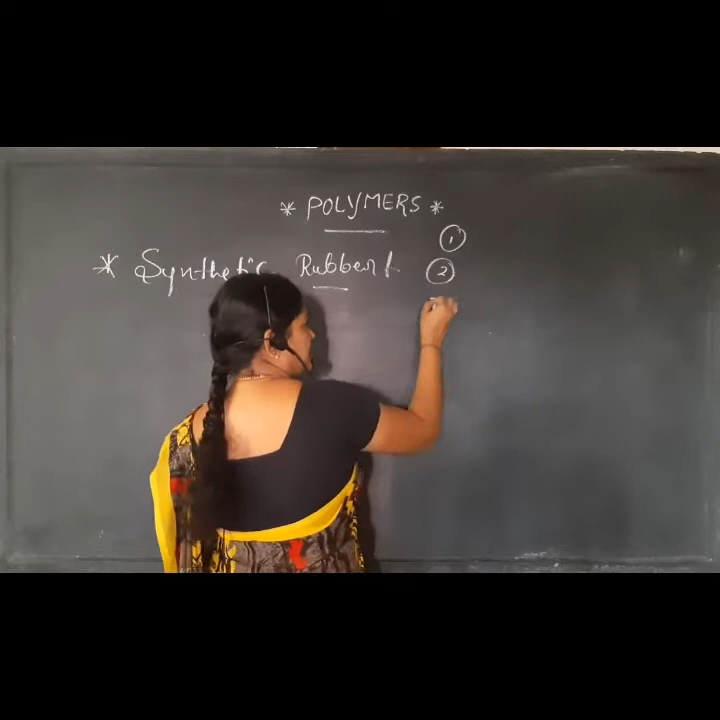 * POLYMERS *
①
* Synthetic Rubber ②